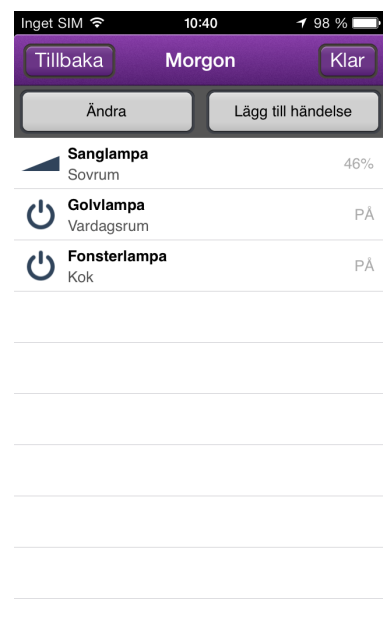 Inget SIM 10:40 98 %
Tillbaka Morgon Klar
Ändra Lägg till händelse
Sanglampa
Sovrum 46%
Golvlampa
Vardagsrum PÅ
Fonsterlampa
Kok PÅ